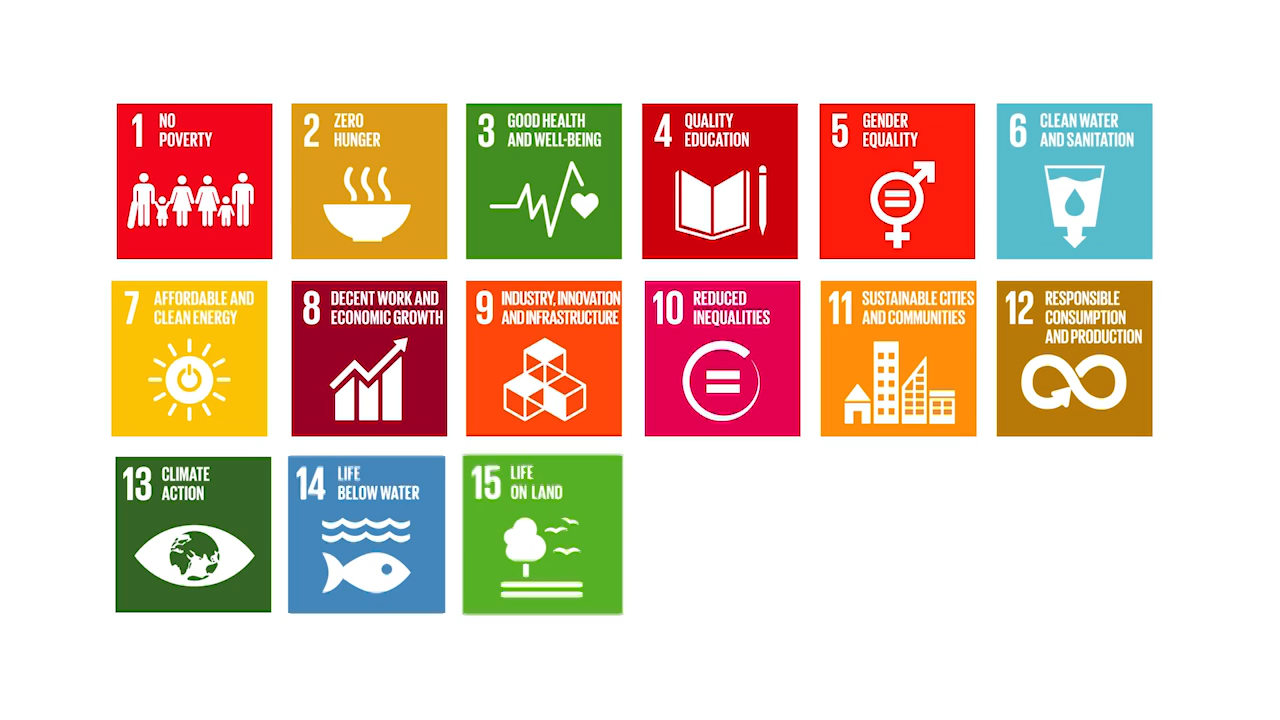 1 NO
POVERTY
2 ZERO
HUNGER
3 GOOD HEALTH
AND WELL-BEING
4 QUALITY
EDUCATION
5 GENDER
EQUALITY
6 CLEAN WATER
AND SANITATION
7 AFFORDABLE AND
CLEAN ENERGY
8 DECENT WORK AND
ECONOMIC GROWTH
9 INDUSTRY, INNOVATION
AND INFRASTRUCTURE
10 REDUCED
INEQUALITIES
11 SUSTAINABLE CITIES
AND COMMUNITIES
12 RESPONSIBLE
CONSUMPTION
AND PRODUCTION
13 CLIMATE
ACTION
14 LIFE
BELOW WATER
15 LIFE
ON LAND